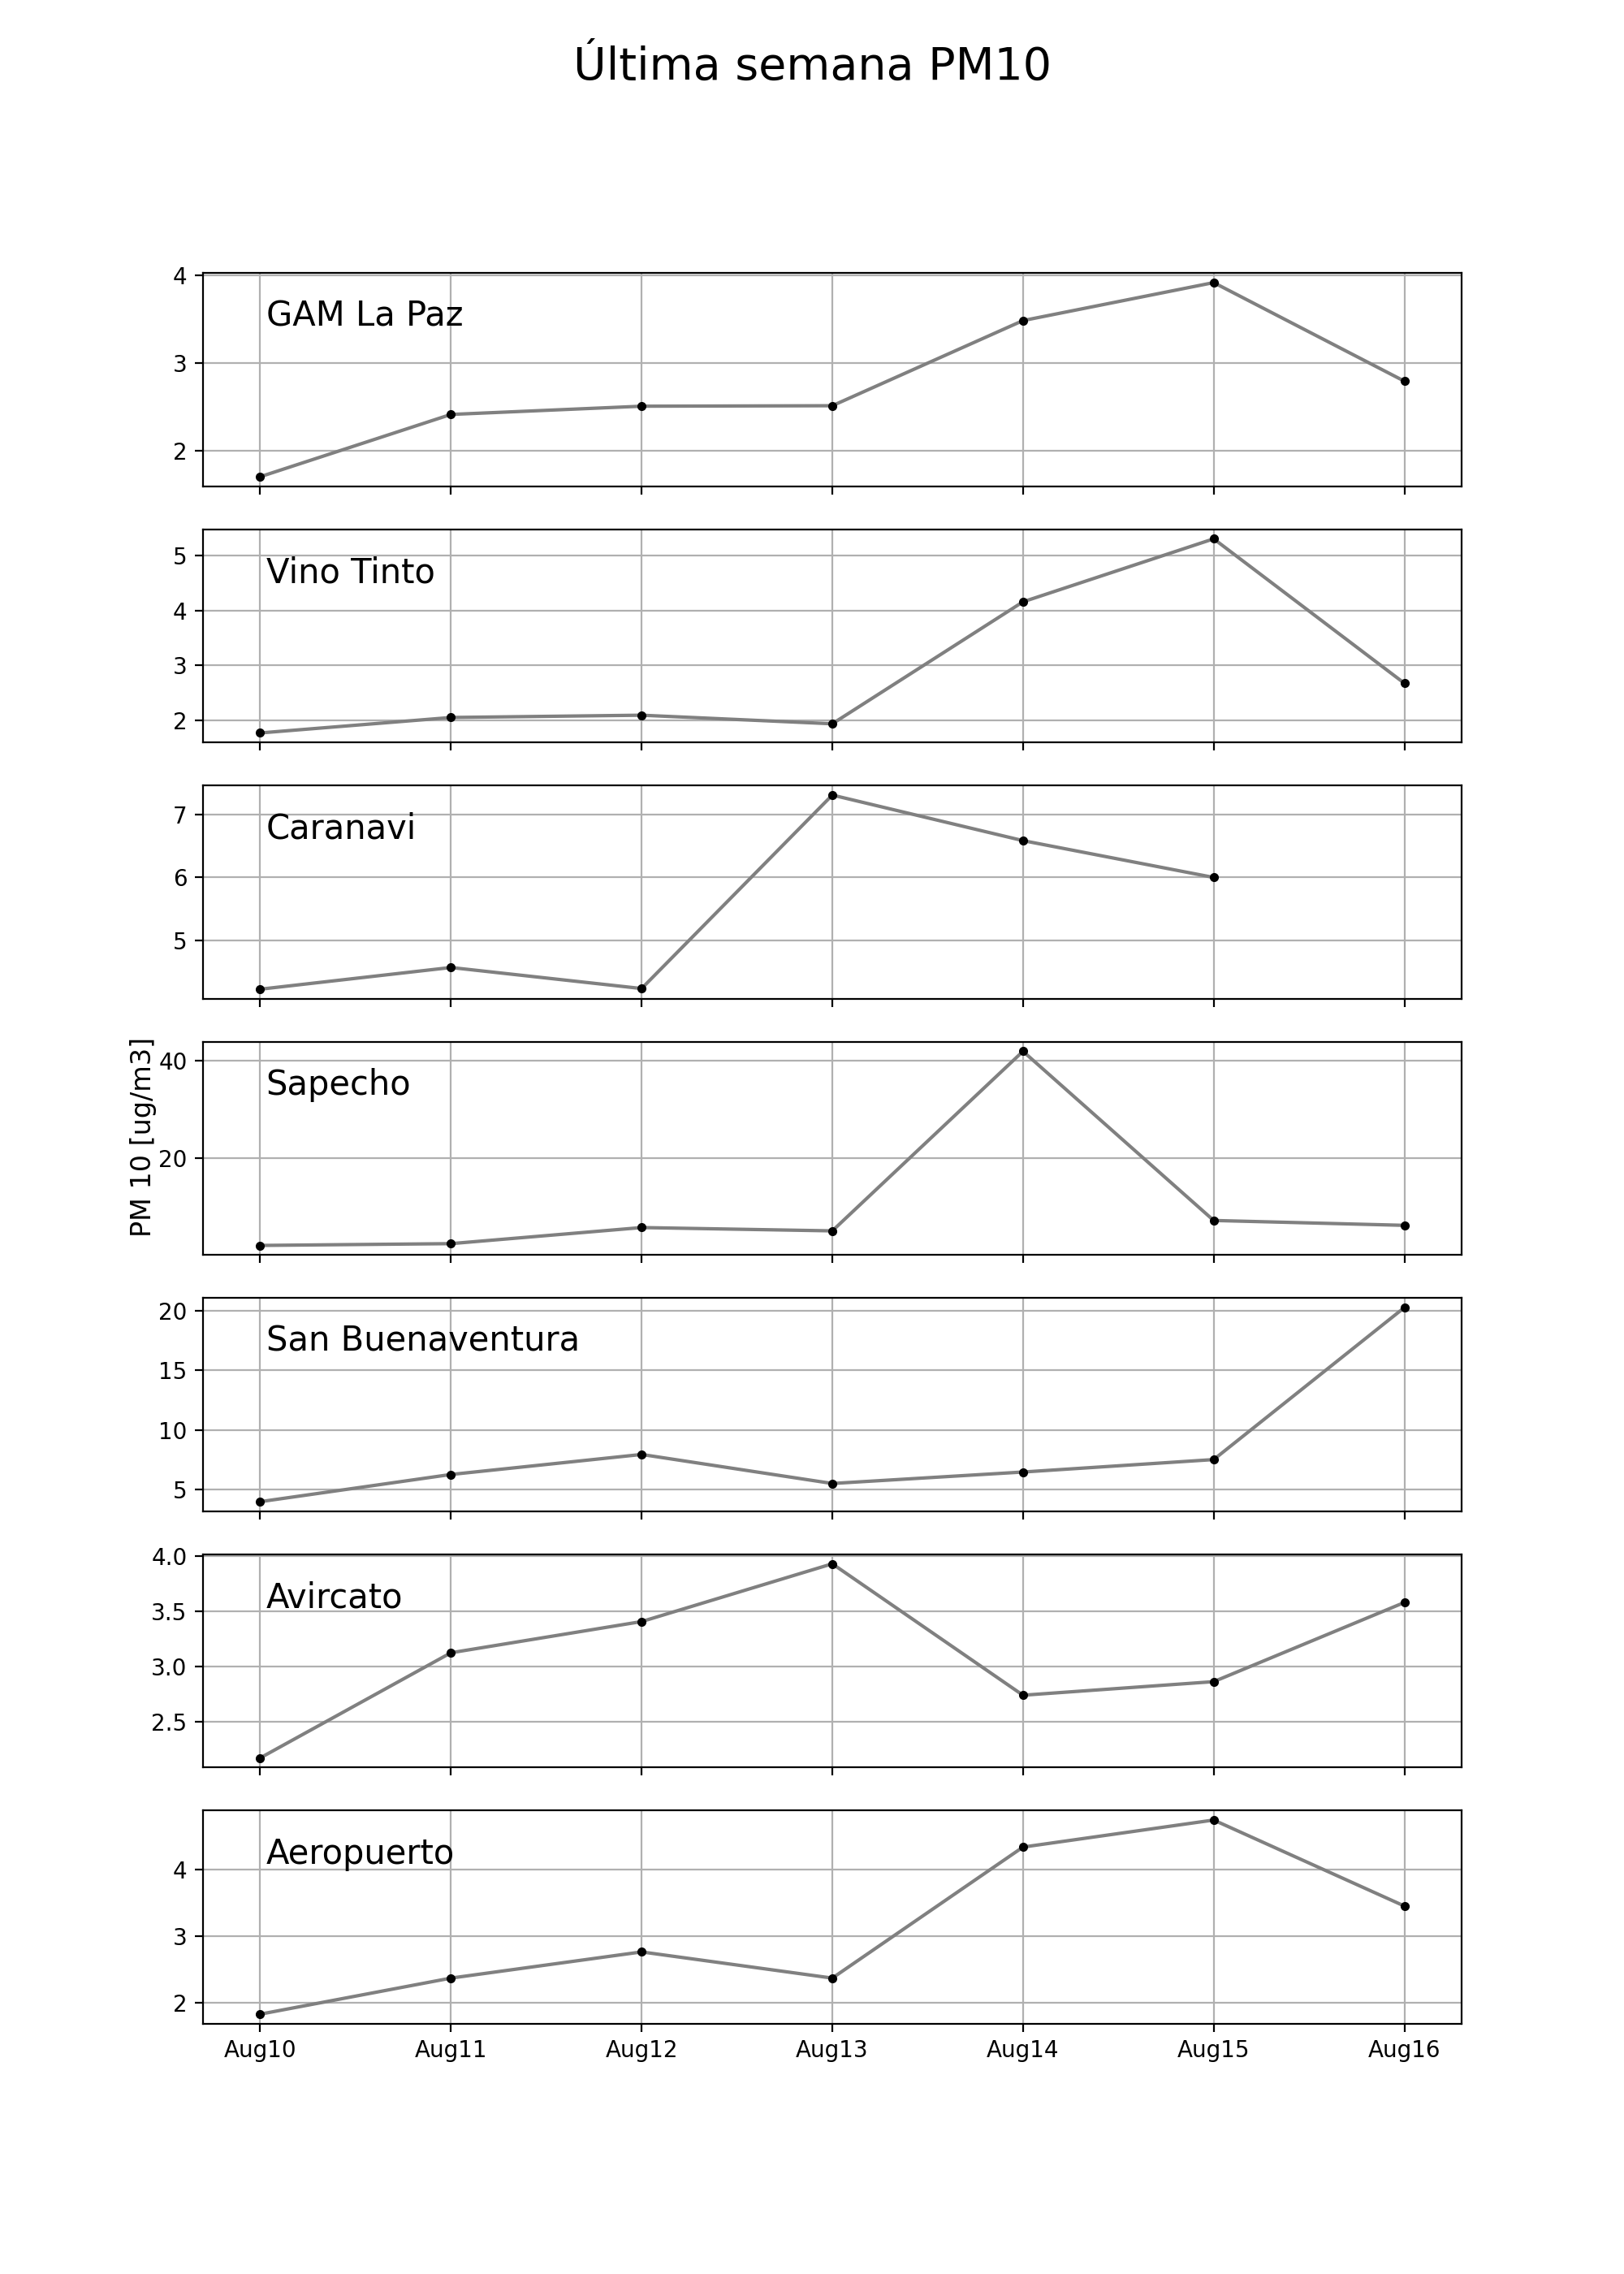 Última semana PM10
4
3
2
GAM La Paz
5
4
3
2
Vino Tinto
7
6
5
Caranavi
PM 10 [ug/m3]
40
20
Sapecho
20
15
10
5
San Buenaventura
4.0
3.5
3.0
2.5
Avircato
4
3
2
Aeropuerto
Aug10 Aug11 Aug12 Aug13 Aug14 Aug15 Aug16